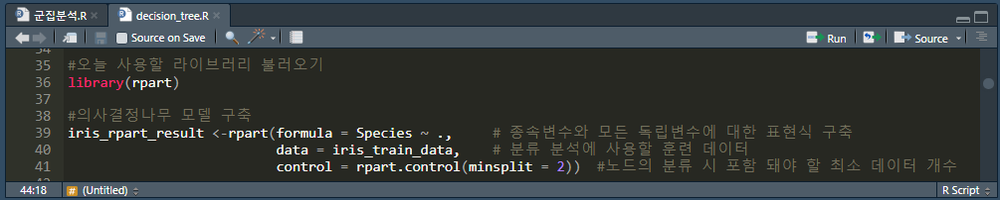 군집분석.R × decision_tree.R ×
Source on Save Run Source
34
35 #오늘 사용할 라이브러리 불러오기
36 library(rpart)
37
38 #의사결정나무 모델 구축
39 iris_rpart_result <-rpart(formula = Species ~ ., # 종속변수와 모든 독립변수에 대한 표현식 구축
40 data = iris_train_data, # 분류 분석에 사용할 훈련 데이터
41 control = rpart.control(minsplit = 2)) #노드의 분류 시 포함 돼야 할 최소 데이터 개수
44:18 # (Untitled) R Script